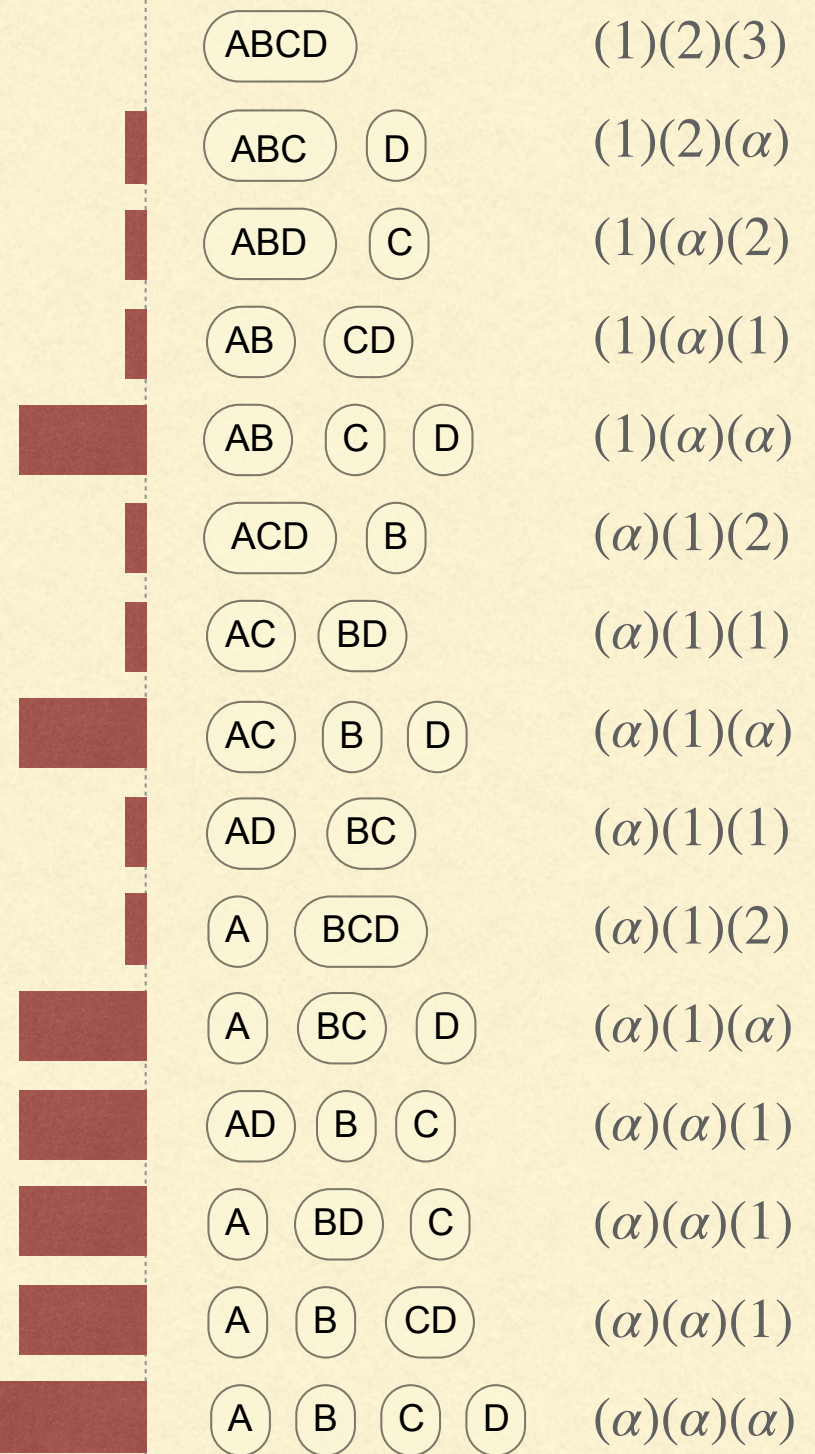 ABCD (1)(2)(3)
ABC D (1)(2)(α)
ABD C (1)(α)(2)
AB CD (1)(α)(1)
AB C D (1)(α)(α)
ACD B (α)(1)(2)
AC BD (α)(1)(1)
AC B D (α)(1)(α)
AD BC (α)(1)(1)
A BCD (α)(1)(2)
A BC D (α)(1)(α)
AD B C (α)(α)(1)
A BD C (α)(α)(1)
A B CD (α)(α)(1)
A B C D (α)(α)(α)